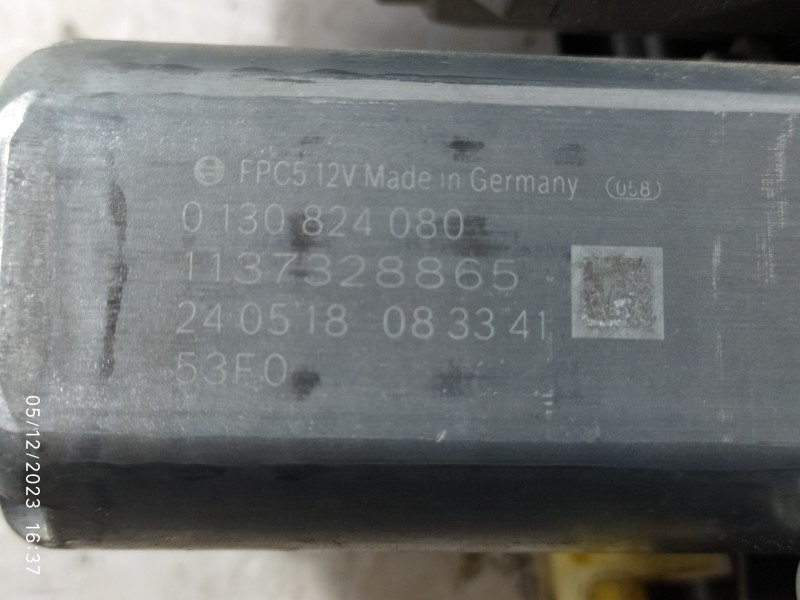 FPC5 12V Made in Germany (058)
0 130 824 080
1137328865
24 05 18 08 33 41
53F0
05/12/2023 16:37